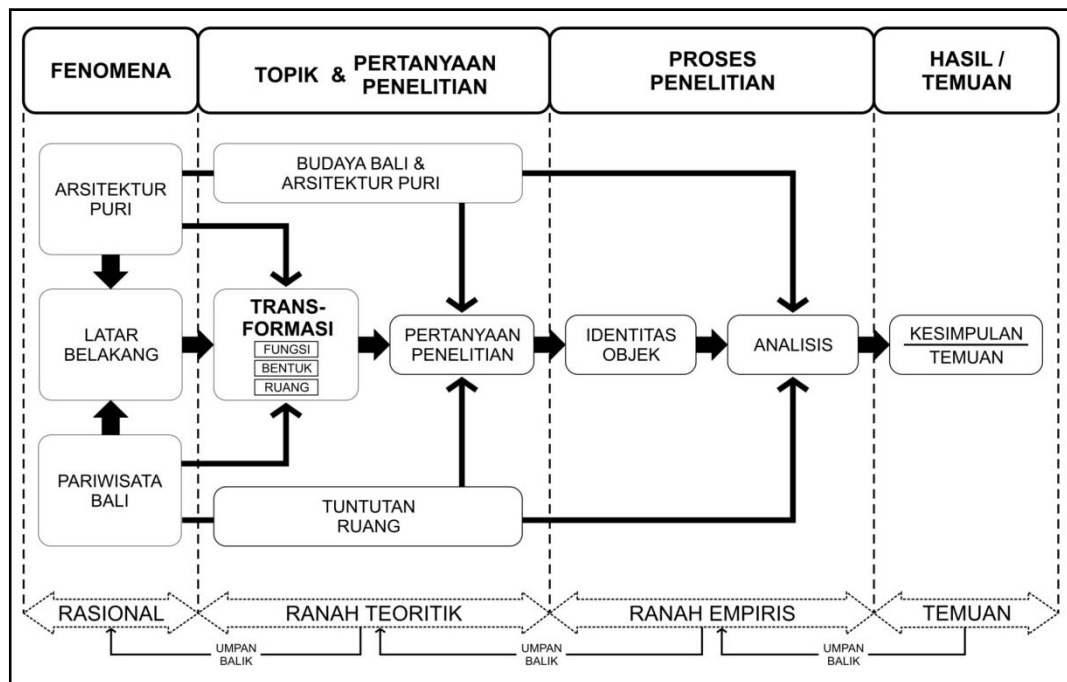 FENOMENA
TOPIK & PERTANYAAN
PENELITIAN
PROSES
PENELITIAN
HASIL /
TEMUAN
ARSITEKTUR
PURI
BUDAYA BALI &
ARSITEKTUR PURI
LATAR
BELAKANG
TRANS-
FORMASI
FUNGSI
BENTUK
RUANG
PERTANYAAN
PENELITIAN
IDENTITAS
OBJEK
ANALISIS
KESIMPULAN
TEMUAN
PARIWISATA
BALI
TUNTUTAN
RUANG
RASIONAL
RANAH TEORITIK
RANAH EMPIRIS
TEMUAN
UMPAN
BALIK
UMPAN
BALIK
UMPAN
BALIK